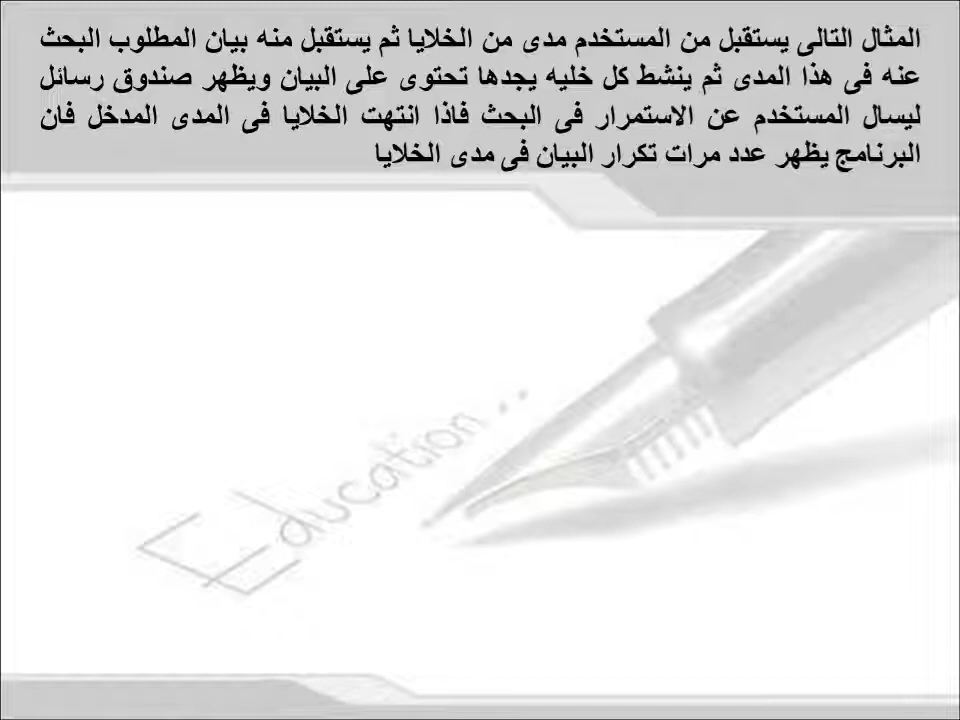 المثال التالى يستقبل من المستخدم مدى من الخلايا ثم يستقبل منه بيان المطلوب البحث
عنه فى هذا المدى ثم ينشط كل خليه يجدها تحتوى على البيان ويظهر صندوق رسائل
ليسال المستخدم عن الاستمرار فى البحث فاذا انتهت الخلايا فى المدى المدخل فان
البرنامج يظهر عدد مرات تكرار البيان فى مدى الخلايا
Education ..